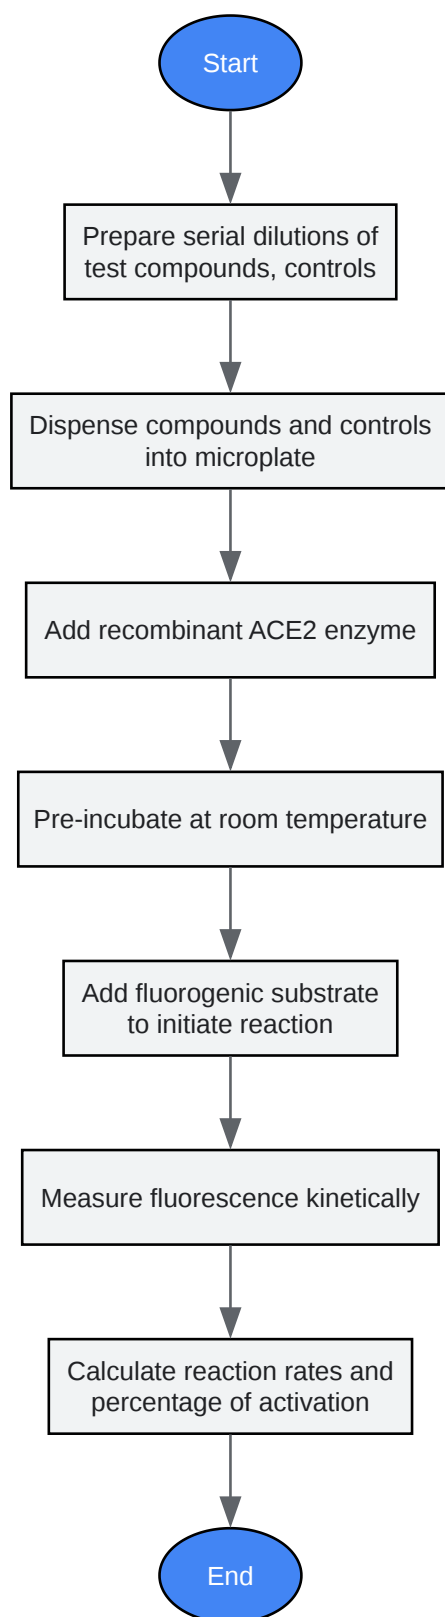 Start
Prepare serial dilutions of
test compounds, controls
Dispense compounds and controls
into microplate
Add recombinant ACE2 enzyme
Pre-incubate at room temperature
Add fluorogenic substrate
to initiate reaction
Measure fluorescence kinetically
Calculate reaction rates and
percentage of activation
End